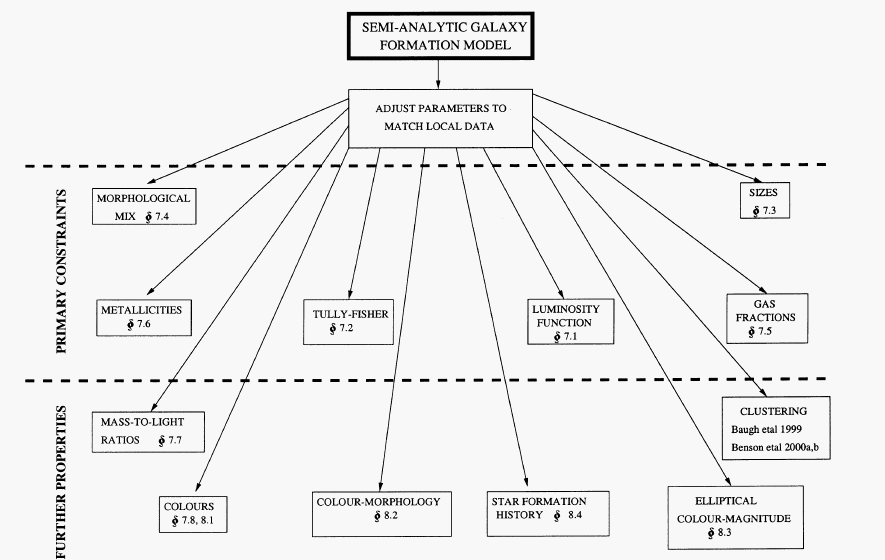 SEMI-ANALYTIC GALAXY
FORMATION MODEL
ADJUST PARAMETERS TO
MATCH LOCAL DATA
PRIMARY CONSTRAINTS
MORPHOLOGICAL
MIX § 7.4
SIZES
§ 7.3
METALLICITIES
§ 7.6
TULLY-FISHER
§ 7.2
LUMINOSITY
FUNCTION
§ 7.1
GAS
FRACTIONS
§ 7.5
FURTHER PROPERTIES
MASS-TO-LIGHT
RATIOS § 7.7
CLUSTERING
Baugh etal 1999
Benson etal 2000a,b
COLOURS
§ 7.8, 8.1
COLOUR-MORPHOLOGY
§ 8.2
STAR FORMATION
HISTORY § 8.4
ELLIPTICAL
COLOUR-MAGNITUDE
§ 8.3